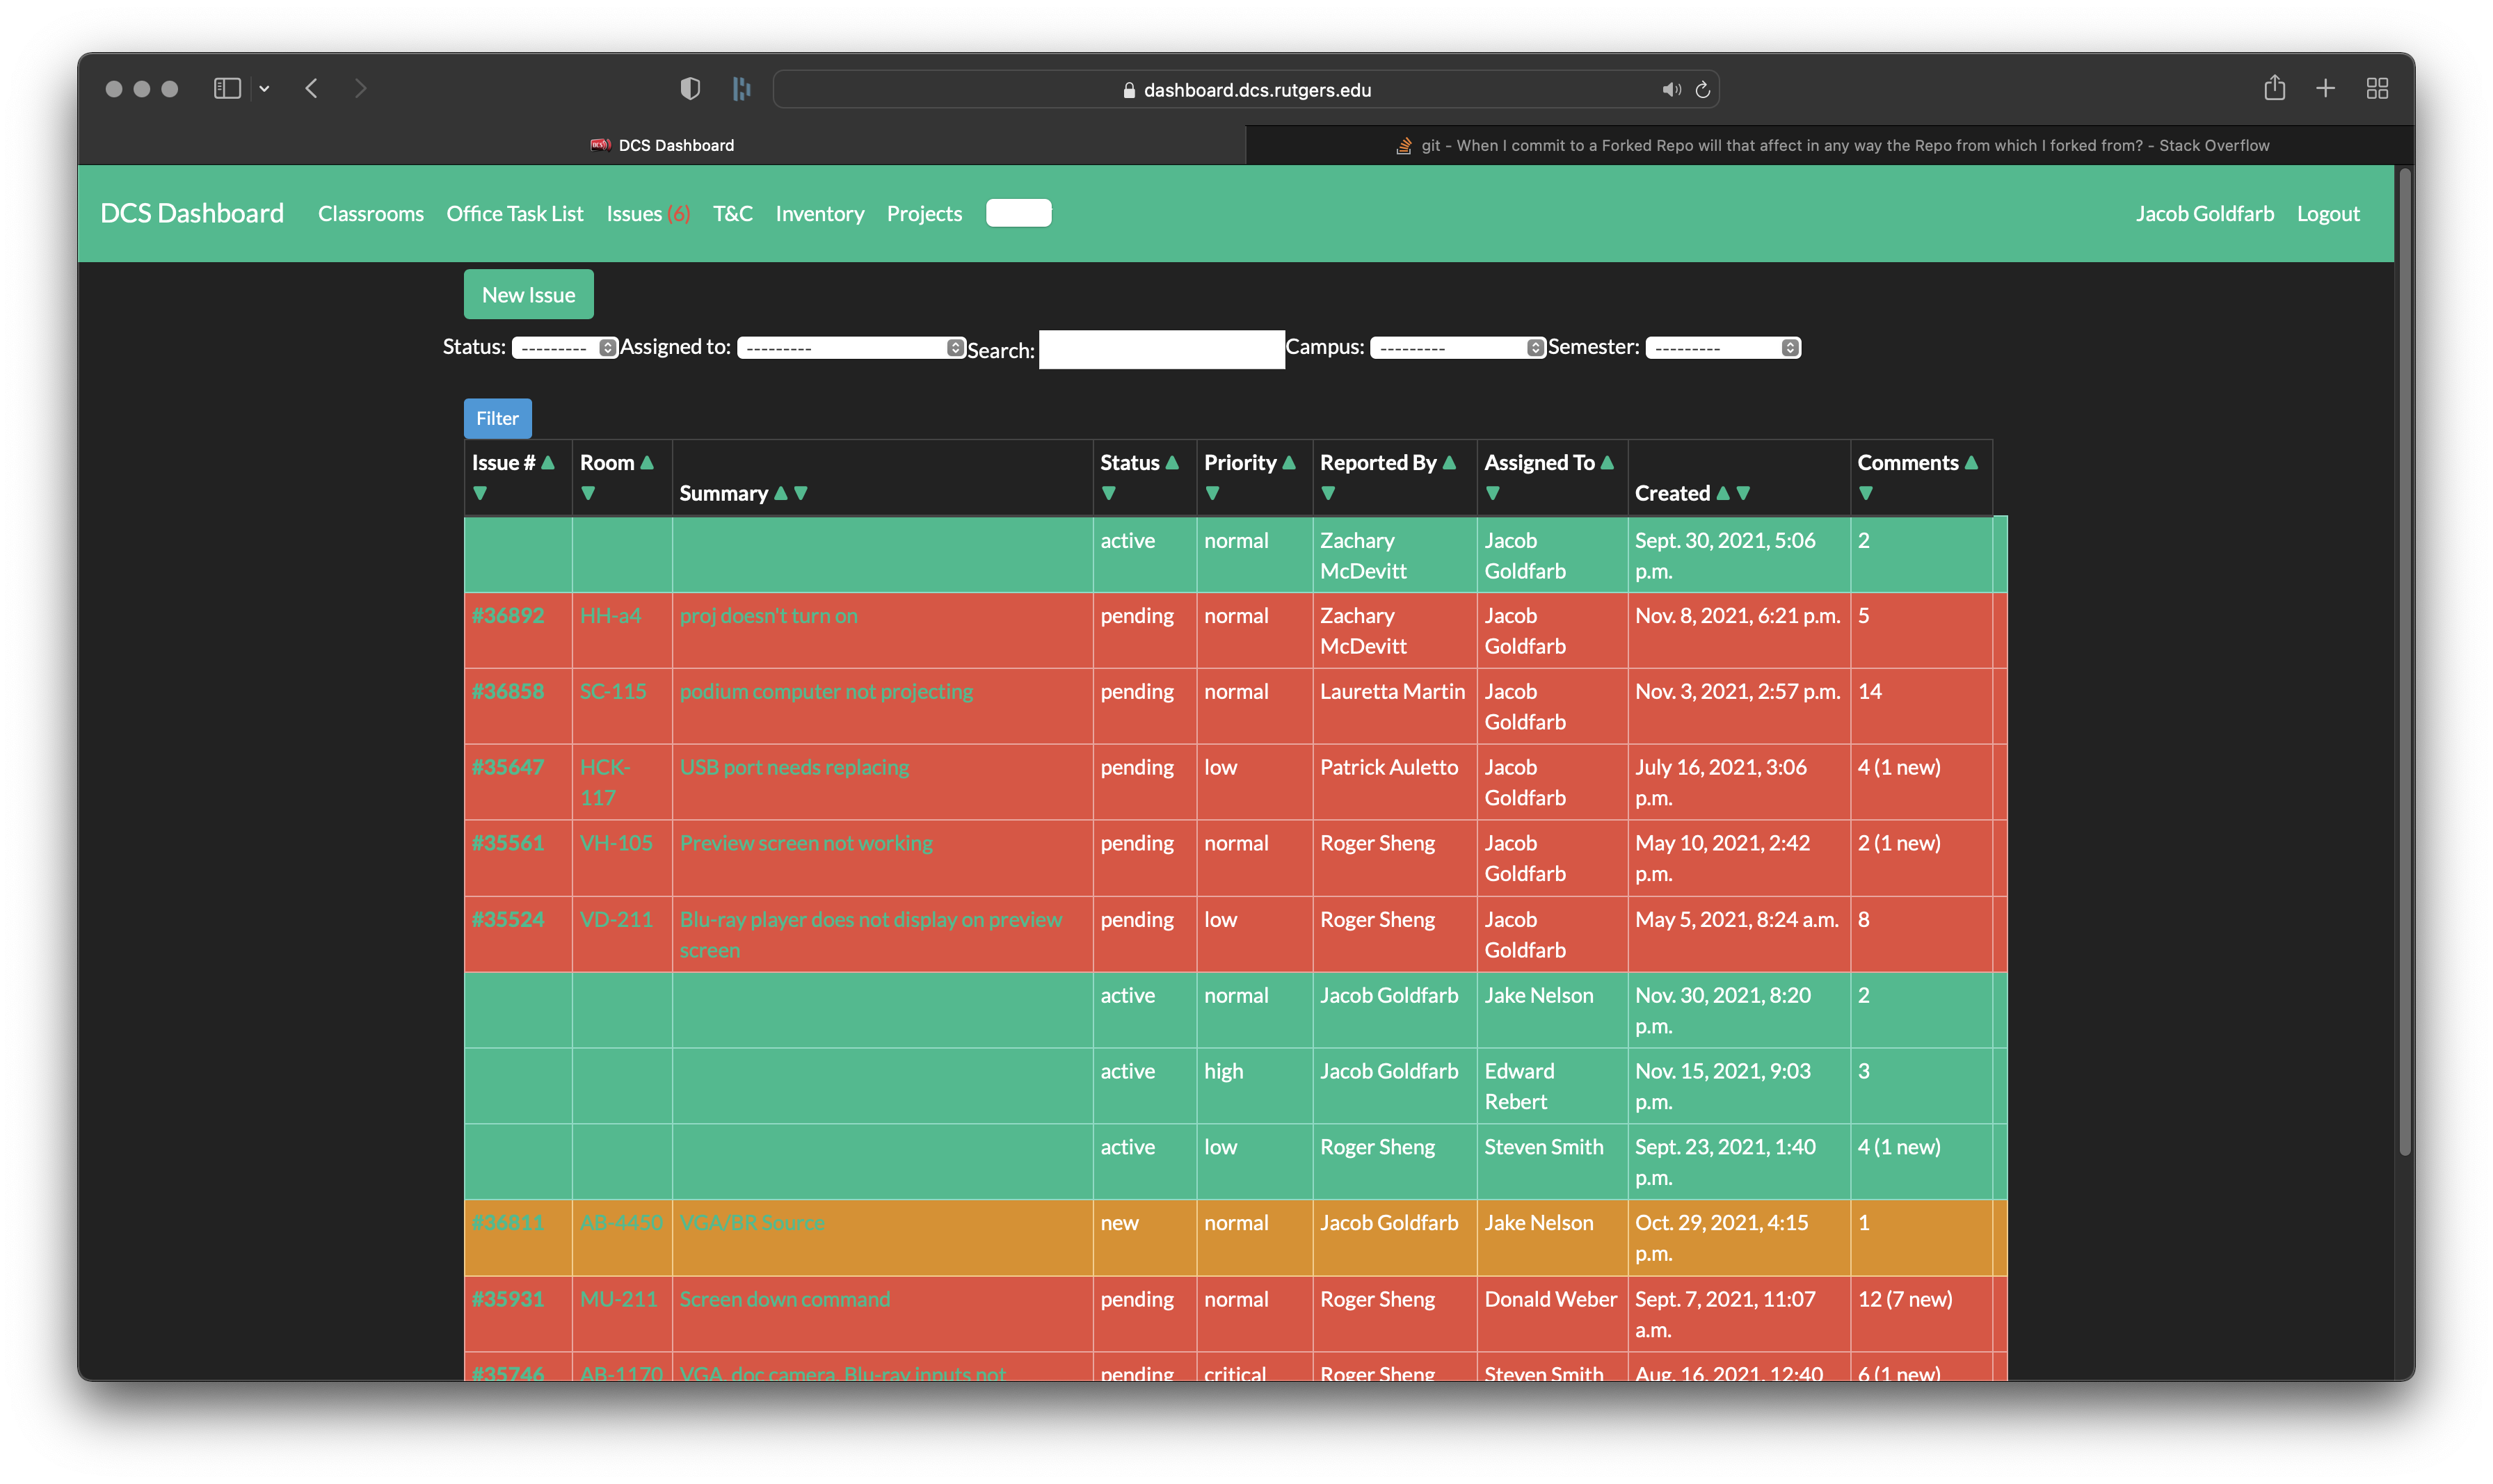 dashboard.dcs.rutgers.edu
DCS Dashboard
git - When I commit to a Forked Repo will that affect in any way the Repo from which I forked from? - Stack Overflow
DCS Dashboard Classrooms Office Task List Issues (6) T&C Inventory Projects Jacob Goldfarb Logout
New Issue
Status: --------- Assigned to: --------- Search: Campus: --------- Semester: ---------
Filter
Issue # ▲ Room ▲ Status ▲ Priority ▲ Reported By ▲ Assigned To ▲ Comments ▲
▼ ▼ Summary ▲ ▼ ▼ ▼ ▼ ▼ Created ▲ ▼ ▼
active normal Zachary Jacob Sept. 30, 2021, 5:06 2
McDevitt Goldfarb p.m.
#36892 HH-a4 proj doesn't turn on pending normal Zachary Jacob Nov. 8, 2021, 6:21 p.m. 5
McDevitt Goldfarb
#36858 SC-115 podium computer not projecting pending normal Lauretta Martin Jacob Nov. 3, 2021, 2:57 p.m. 14
Goldfarb
#35647 HCK- USB port needs replacing pending low Patrick Auletto Jacob July 16, 2021, 3:06 4 (1 new)
117 Goldfarb p.m.
#35561 VH-105 Preview screen not working pending normal Roger Sheng Jacob May 10, 2021, 2:42 2 (1 new)
Goldfarb p.m.
#35524 VD-211 Blu-ray player does not display on preview pending low Roger Sheng Jacob May 5, 2021, 8:24 a.m. 8
screen Goldfarb
active normal Jacob Goldfarb Jake Nelson Nov. 30, 2021, 8:20 2
p.m.
active high Jacob Goldfarb Edward Nov. 15, 2021, 9:03 3
Rebert p.m.
active low Roger Sheng Steven Smith Sept. 23, 2021, 1:40 4 (1 new)
p.m.
#36811 AB-4450 VGA/BR Source new normal Jacob Goldfarb Jake Nelson Oct. 29, 2021, 4:15 1
p.m.
#35931 MU-211 Screen down command pending normal Roger Sheng Donald Weber Sept. 7, 2021, 11:07 12 (7 new)
a.m.
#35746 AB-1170 VGA, doc camera, Blu-ray inputs not pending critical Roger Sheng Steven Smith Aug. 16, 2021, 12:40 6 (1 new)